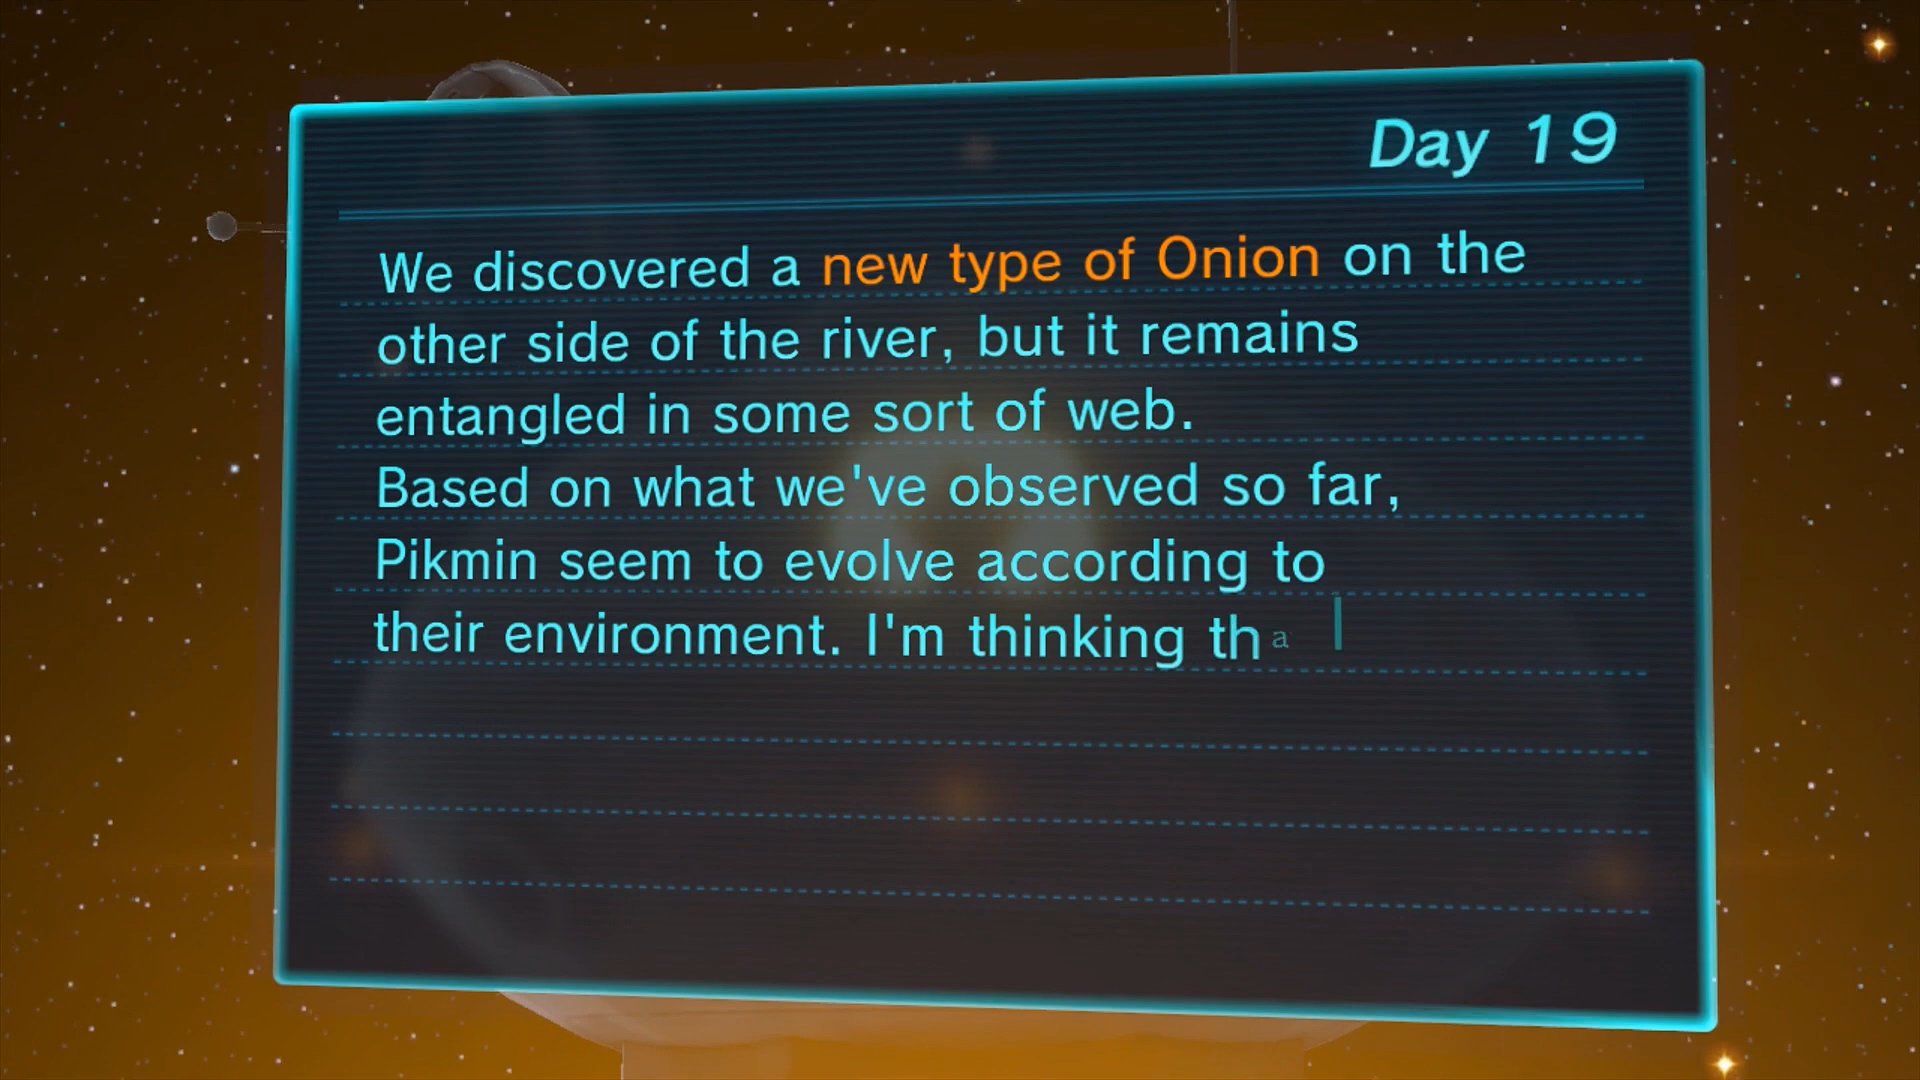 Day 19
We discovered a new type of Onion on the
other side of the river, but it remains
entangled in some sort of web.
Based on what we've observed so far,
Pikmin seem to evolve according to
their environment. I'm thinking tha